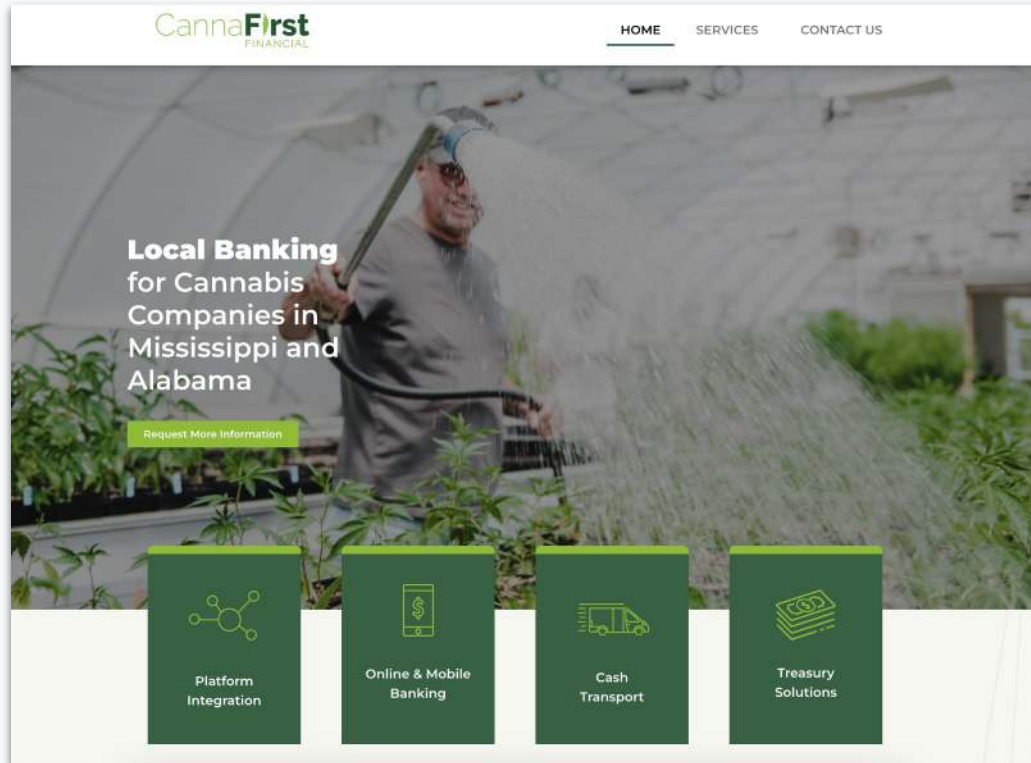 CannaFirst
FINANCIAL
HOME SERVICES CONTACT US
Local Banking
for Cannabis
Companies in
Mississippi and
Alabama
Request More Information
Platform
Integration
Online & Mobile
Banking
Cash
Transport
Treasury
Solutions